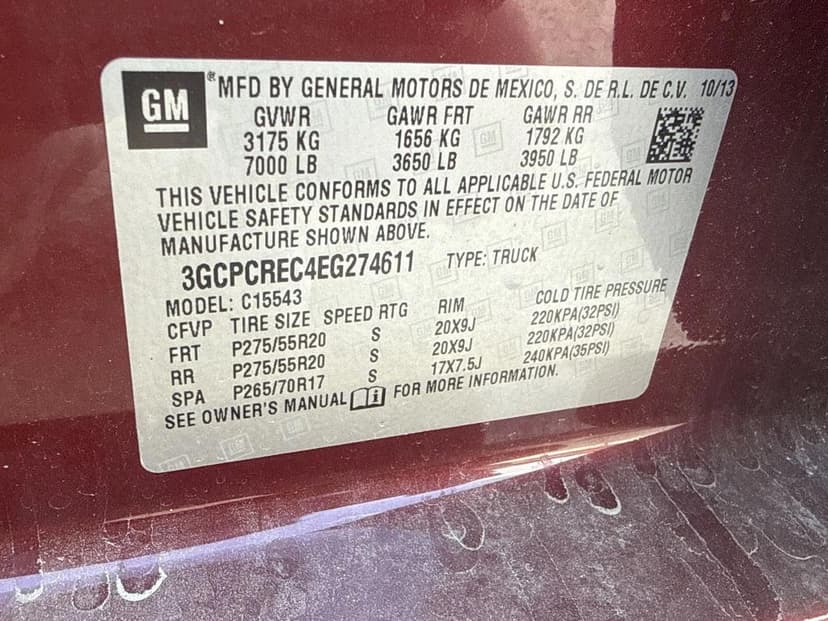 GM ® MFD BY GENERAL MOTORS DE MEXICO, S. DE R.L. DE C.V. 10/13
GVWR GAWR FRT GAWR RR
3175 KG 1656 KG 1792 KG
7000 LB 3650 LB 3950 LB
THIS VEHICLE CONFORMS TO ALL APPLICABLE U.S. FEDERAL MOTOR
VEHICLE SAFETY STANDARDS IN EFFECT ON THE DATE OF
MANUFACTURE SHOWN ABOVE.
3GCPCREC4EG274611 TYPE: TRUCK
MODEL: C15543
CFVP TIRE SIZE SPEED RTG RIM COLD TIRE PRESSURE
FRT P275/55R20 S 20X9J 220KPA(32PSI)
RR P275/55R20 S 20X9J 220KPA(32PSI)
SPA P265/70R17 S 17X7.5J 240KPA(35PSI)
SEE OWNER'S MANUAL FOR MORE INFORMATION.